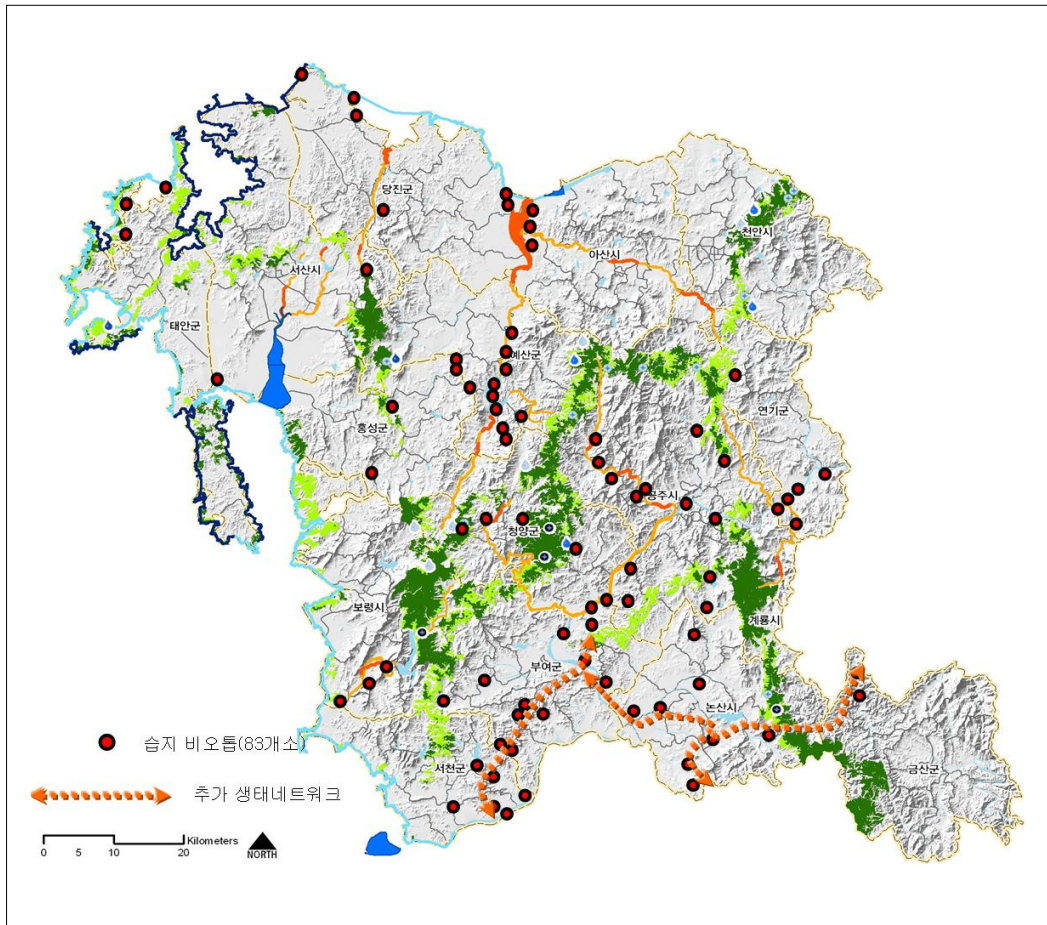 당진군
천안시
아산시
서산시
태안군
예산군
연기군
홍성군
공주시
청양군
보령시
계룡시
부여군
논산시
습지 비오톱(83개소)
서천군
금산군
추가 생태네트워크
Kilometers
0 5 10 20
NORTH